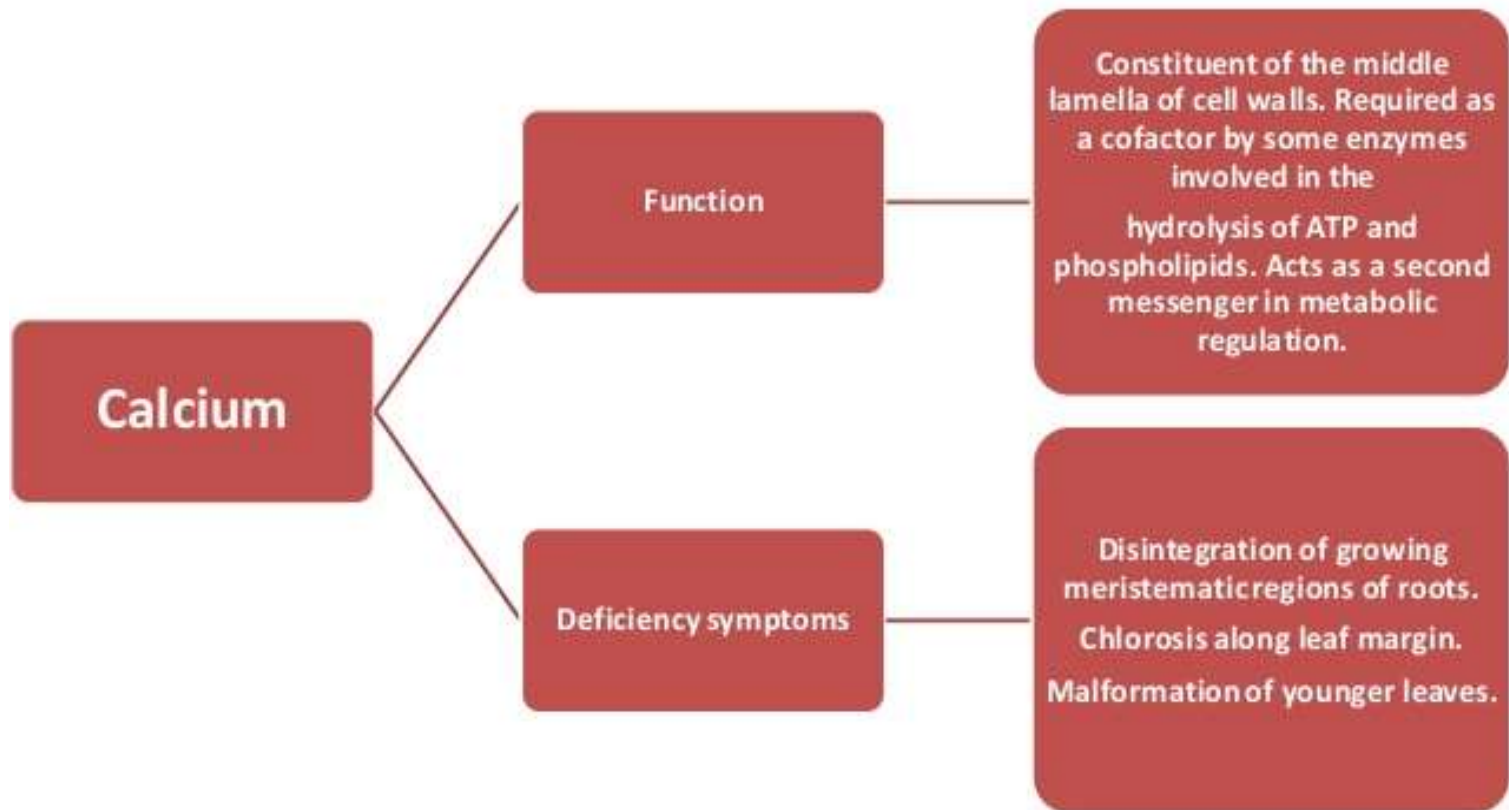 Calcium
Function
Constituent of the middle
lamella of cell walls. Required as
a cofactor by some enzymes
involved in the
hydrolysis of ATP and
phospholipids. Acts as a second
messenger in metabolic
regulation.
Deficiency symptoms
Disintegration of growing
meristematic regions of roots.
Chlorosis along leaf margin.
Malformation of younger leaves.